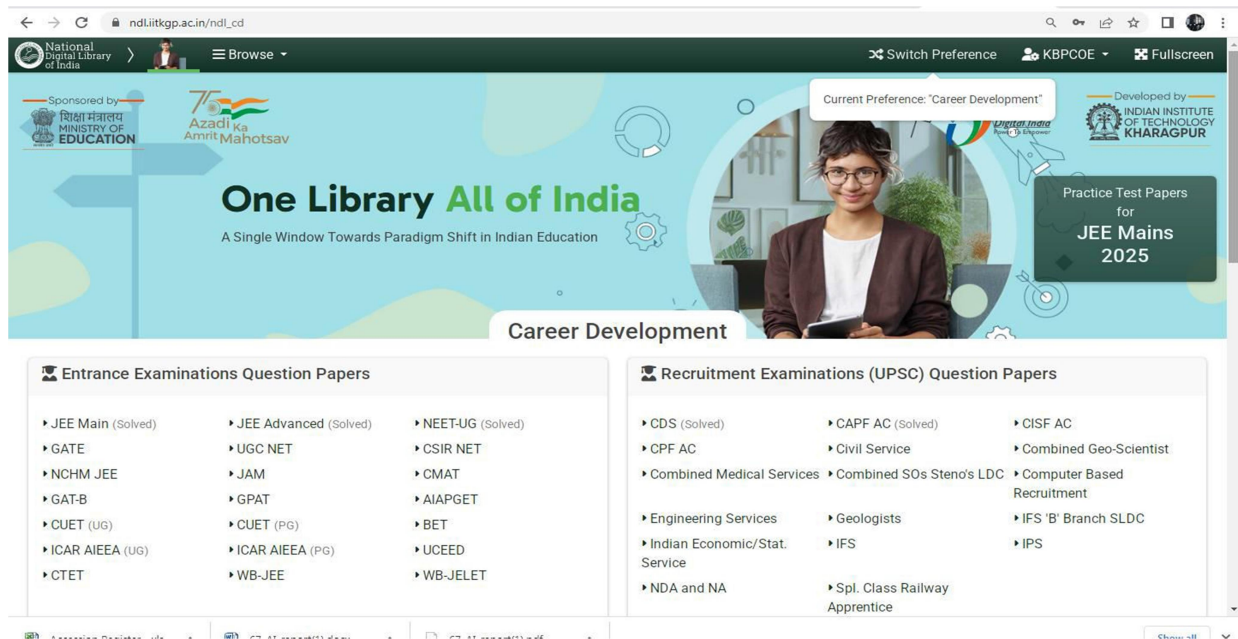 ndl.iitkgp.ac.in/ndl_cd
National
Digital Library
of India
Browse
Switch Preference
KBPCOE
Fullscreen
Current Preference: "Career Development"
Sponsored by
शिक्षा मंत्रालय
MINISTRY OF
EDUCATION
75
Azadi Ka
Amrit Mahotsav
Digital India
Power To Empower
Developed by
INDIAN INSTITUTE
OF TECHNOLOGY
KHARAGPUR
One Library All of India
A Single Window Towards Paradigm Shift in Indian Education
Practice Test Papers
for
JEE Mains
2025
Career Development
Entrance Examinations Question Papers
JEE Main (Solved) JEE Advanced (Solved) NEET-UG (Solved)
GATE UGC NET CSIR NET
NCHM JEE JAM CMAT
GAT-B GPAT AIAPGET
CUET (UG) CUET (PG) BET
ICAR AIEEA (UG) ICAR AIEEA (PG) UCEED
CTET WB-JEE WB-JELET
Recruitment Examinations (UPSC) Question Papers
CDS (Solved) CAPF AC (Solved) CISF AC
CPF AC Civil Service Combined Geo-Scientist
Combined Medical Services Combined SOs Steno's LDC Computer Based
Recruitment
Engineering Services Geologists IFS 'B' Branch SLDC
Indian Economic/Stat. IFS IPS
Service
NDA and NA Spl. Class Railway
Apprentice
Show all